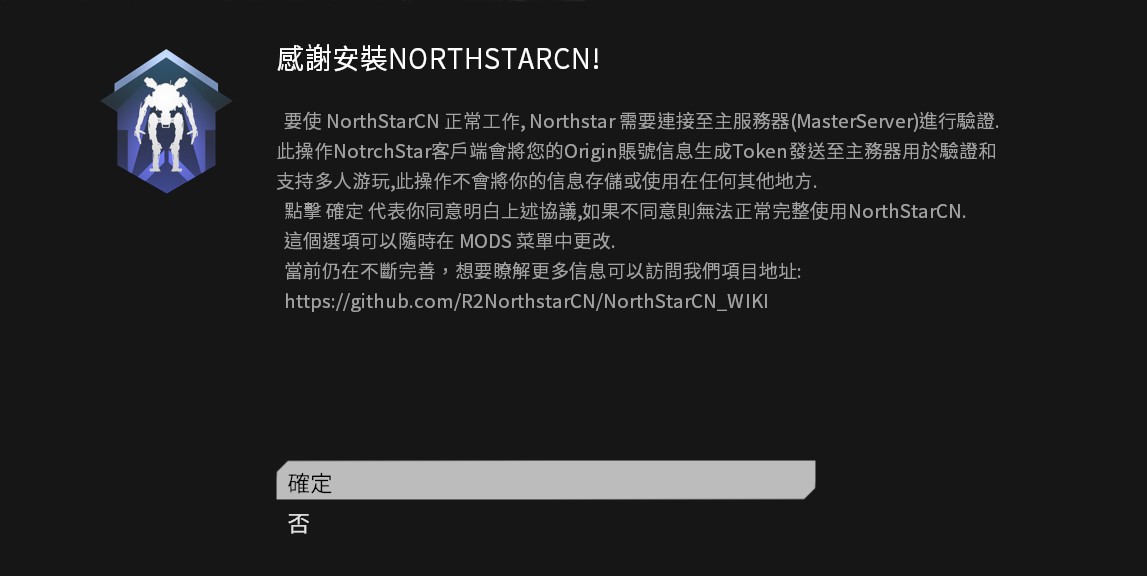 感謝安裝NORTHSTARCN!
要使 NorthStarCN 正常工作, Northstar 需要連接至主服務器(MasterServer)進行驗證.
此操作NotrchStar客戶端會將您的Origin賬號信息生成Token發送至主務器用於驗證和
支持多人游玩,此操作不會將你的信息存儲或使用在任何其他地方.
點擊 確定 代表你同意明白上述協議,如果不同意則無法正常完整使用NorthStarCN.
這個選項可以隨時在 MODS 菜單中更改.
當前仍在不斷完善，想要瞭解更多信息可以訪問我們項目地址:
https://github.com/R2NorthstarCN/NorthStarCN_WIKI
確定
否